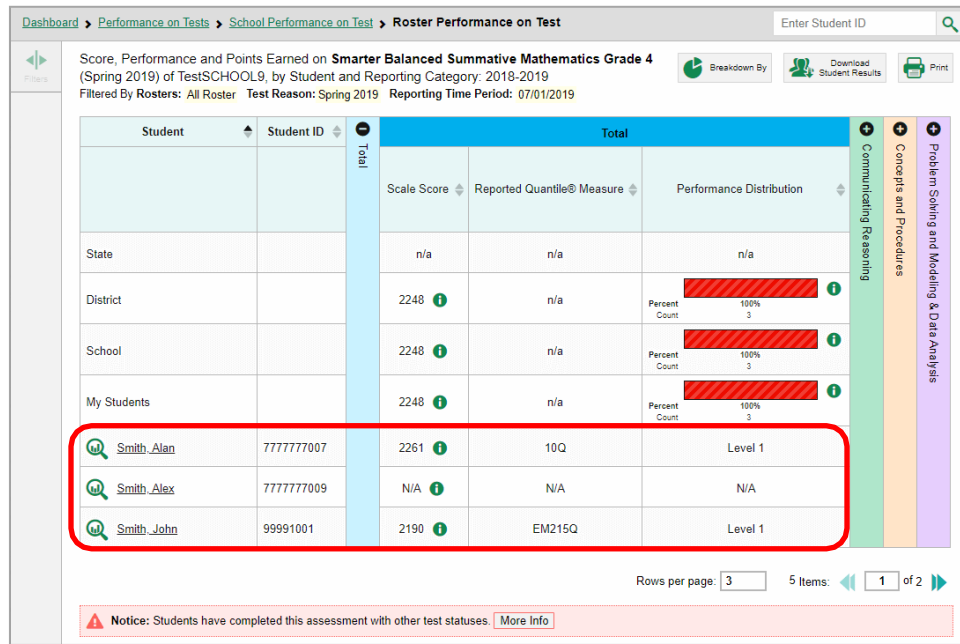 Dashboard > Performance on Tests > School Performance on Test > Roster Performance on Test
Enter Student ID
Filters
Score, Performance and Points Earned on Smarter Balanced Summative Mathematics Grade 4
(Spring 2019) of TestSCHOOL9, by Student and Reporting Category: 2018-2019
Filtered By Rosters: All Roster Test Reason: Spring 2019 Reporting Time Period: 07/01/2019
Breakdown By
Download
Student Results
Print
Student
Student ID
Total
Total
Communicating Reasoning
Concepts and Procedures
Problem Solving and Modeling & Data Analysis
Scale Score
Reported Quantile® Measure
Performance Distribution
State n/a n/a n/a
District 2248 n/a
Percent 100%
Count 3
School 2248 n/a
Percent 100%
Count 3
My Students 2248 n/a
Percent 100%
Count 3
Smith, Alan 7777777007 2261 10Q Level 1
Smith, Alex 7777777009 N/A N/A N/A
Smith, John 99991001 2190 EM215Q Level 1
Rows per page: 3 5 Items: 1 of 2
Notice: Students have completed this assessment with other test statuses. More Info